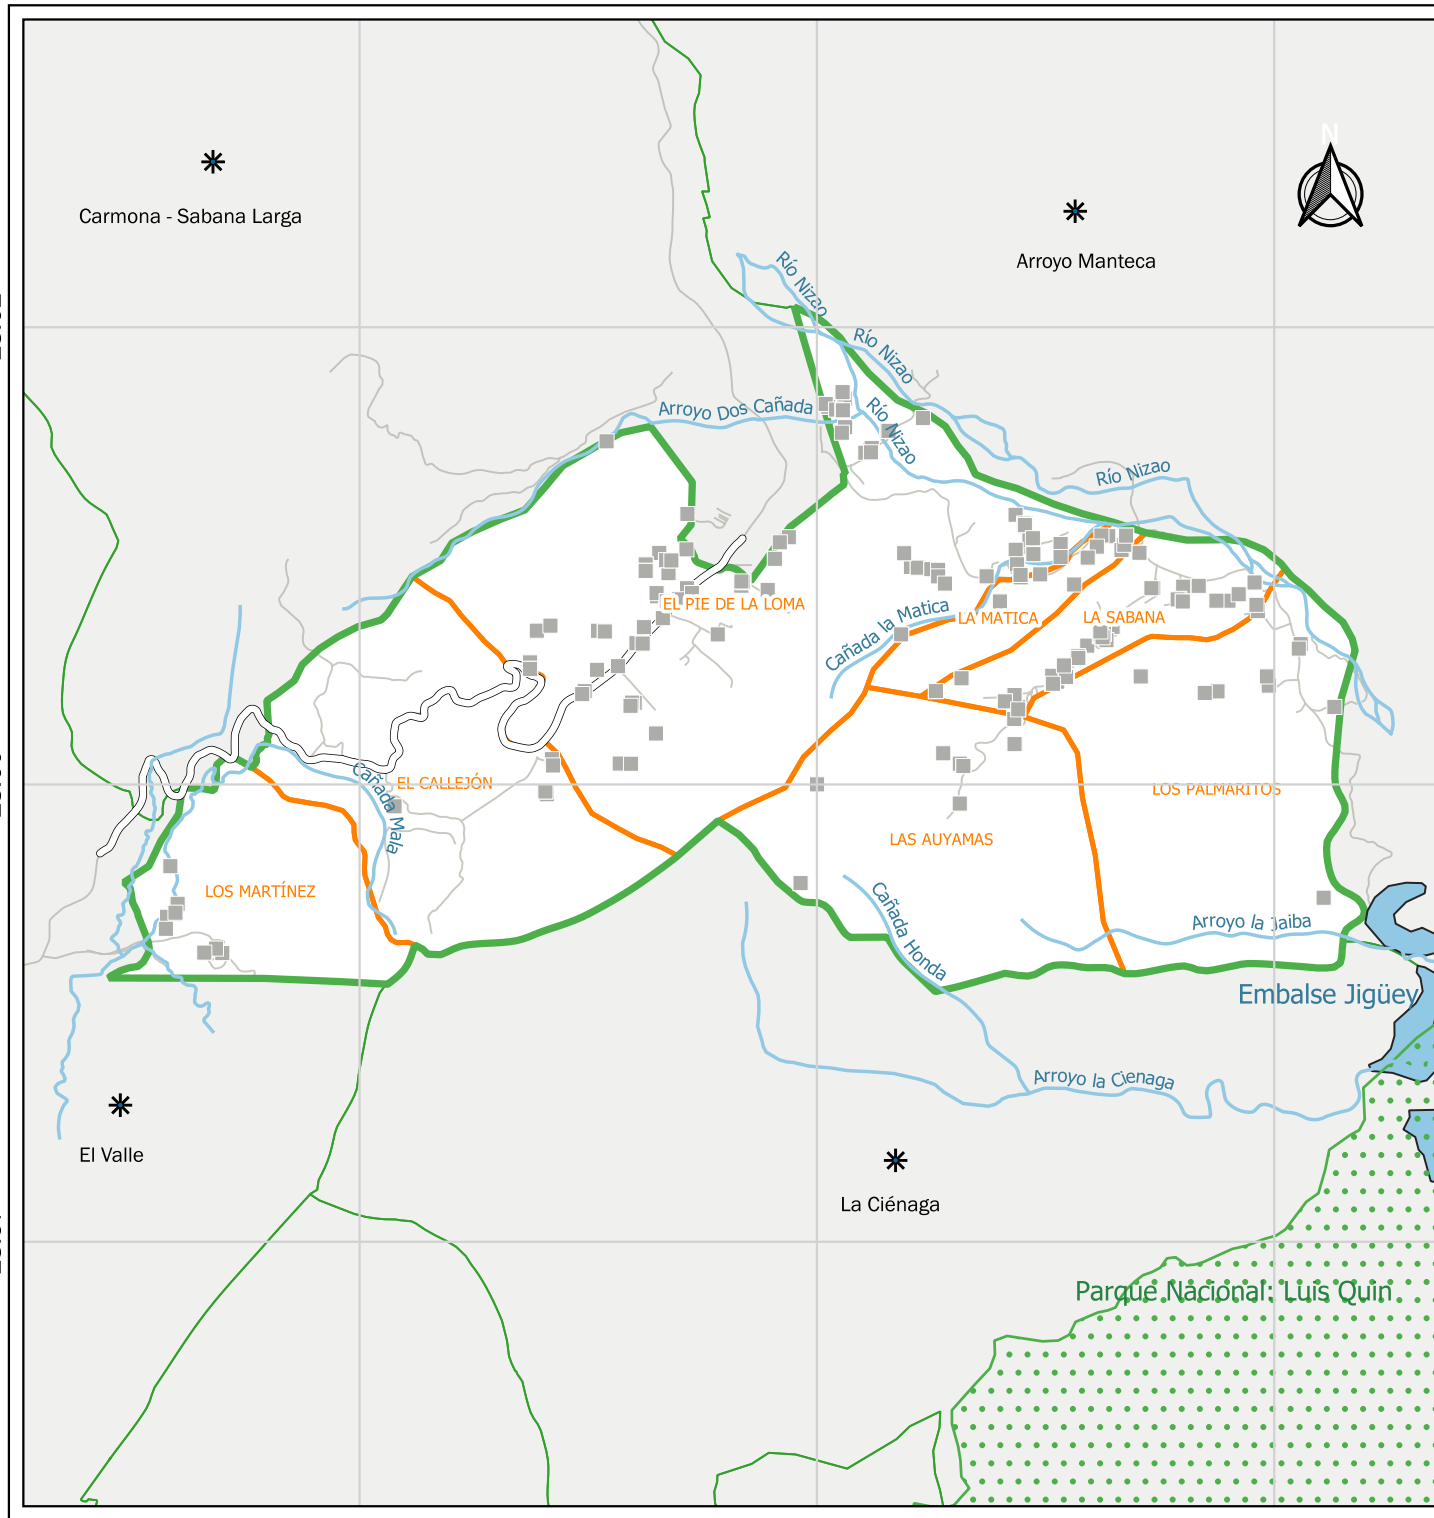 N
Carmona - Sabana Larga
Arroyo Manteca
Río Nizao
Río Nizao
Arroyo Dos Cañada
Río Nizao
Río Nizao
EL PIE DE LA LOMA
Cañada la Matica
LA MATICA
LA SABANA
Cañada Mala
EL CALLEJÓN
LOS PALMARITOS
LAS AUYAMAS
LOS MARTÍNEZ
Cañada Honda
Arroyo la Jaiba
Embalse Jigüey
Arroyo la Cienaga
El Valle
La Ciénaga
Parque Nacional: Luis Quin